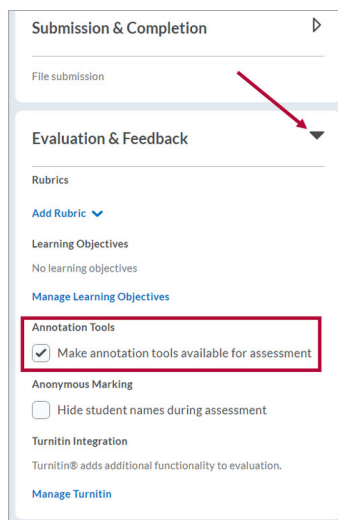 Submission & Completion
File submission
Evaluation & Feedback
Rubrics
Add Rubric
Learning Objectives
No learning objectives
Manage Learning Objectives
Annotation Tools
Make annotation tools available for assessment
Anonymous Marking
Hide student names during assessment
Turnitin Integration
Turnitin® adds additional functionality to evaluation.
Manage Turnitin